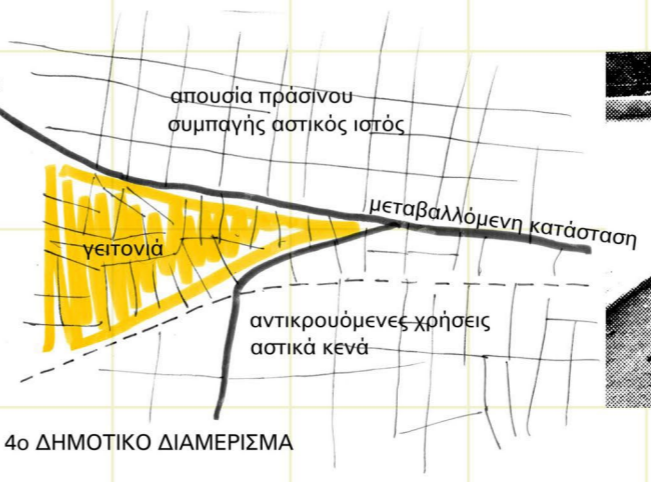 απουσία πράσινου
συμπαγής αστικός ιστός
μεταβαλλόμενη κατάσταση
γειτονιά
αντικρουόμενες χρήσεις
αστικά κενά
4ο ΔΗΜΟΤΙΚΟ ΔΙΑΜΕΡΙΣΜΑ